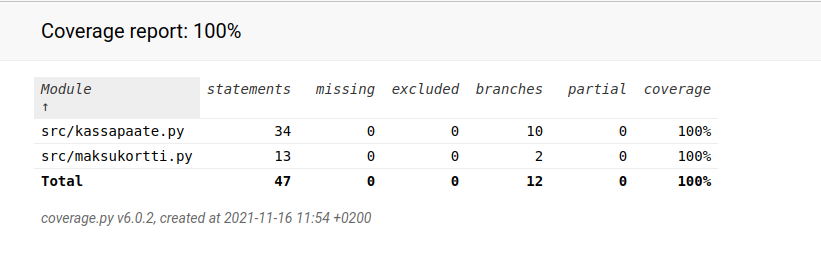 Coverage report: 100%
Module statements missing excluded branches partial coverage
↑
src/kassapaate.py 34 0 0 10 0 100%
src/maksukortti.py 13 0 0 2 0 100%
Total 47 0 0 12 0 100%
coverage.py v6.0.2, created at 2021-11-16 11:54 +0200